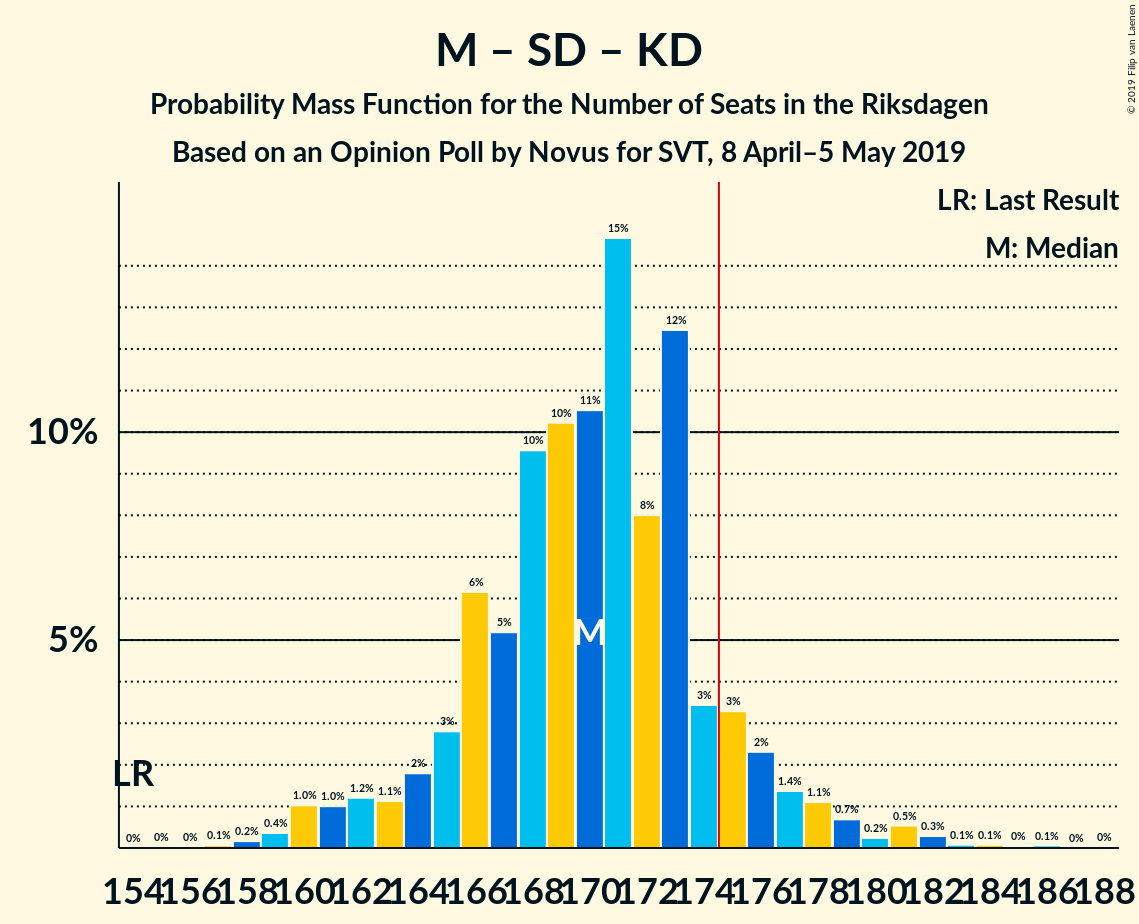 M – SD – KD
Probability Mass Function for the Number of Seats in the Riksdagen
Based on an Opinion Poll by Novus for SVT, 8 April–5 May 2019
© 2019 Filip van Laenen
LR: Last Result
M: Median
10%
5%
LR
M
0% 0% 0% 0.1% 0.2% 0.4% 1.0% 1.0% 1.2% 1.1% 2% 3% 6% 5% 10% 10% 11% 15% 8% 12% 3% 3% 2% 1.4% 1.1% 0.7% 0.2% 0.5% 0.3% 0.1% 0.1% 0% 0.1% 0% 0%
154 156 158 160 162 164 166 168 170 172 174 176 178 180 182 184 186 188